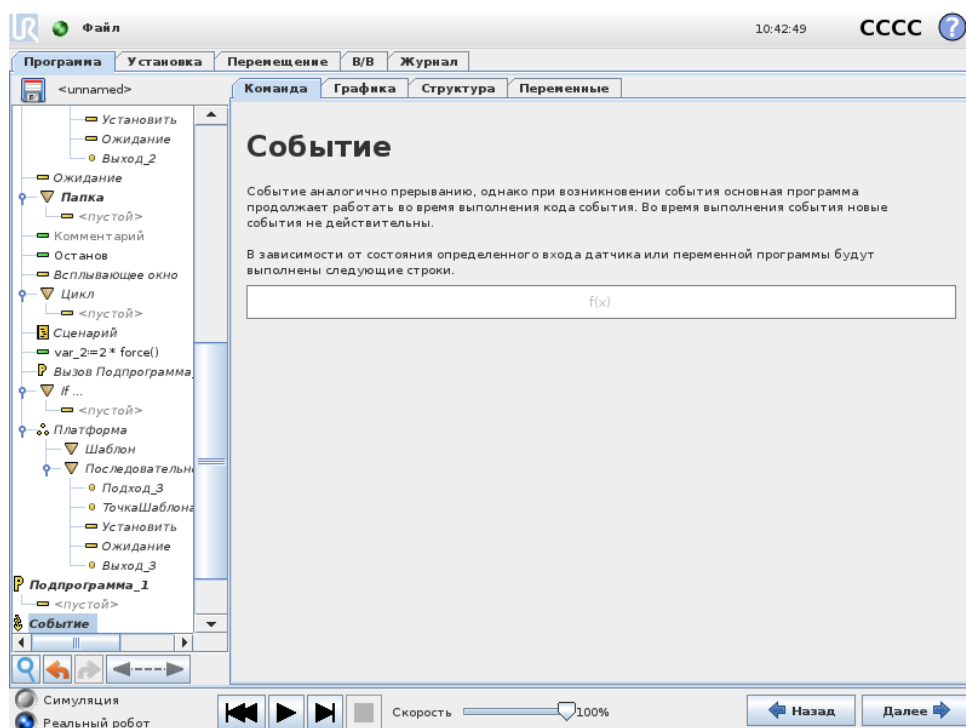 Файл
10:42:49
CCCC
?
Программа Установка Перемещение В/В Журнал
<unnamed>
Команда Графика Структура Переменные
Установить
Ожидание
Выход_2
Ожидание
Папка
<пустой>
Комментарий
Останов
Всплывающее окно
Цикл
<пустой>
Сценарий
var_2:=2 * force()
Вызов Подпрограмма_
If ...
<пустой>
Платформа
Шаблон
Последовательн
Подход_3
ТочкаШаблона
Установить
Ожидание
Выход_3
Подпрограмма_1
<пустой>
Событие
Событие
Событие аналогично прерыванию, однако при возникновении события основная программа
продолжает работать во время выполнения кода события. Во время выполнения события новые
события не действительны.
В зависимости от состояния определенного входа датчика или переменной программы будут
выполнены следующие строки.
f(x)
Симуляция
Реальный робот
Скорость 100%
Назад
Далее